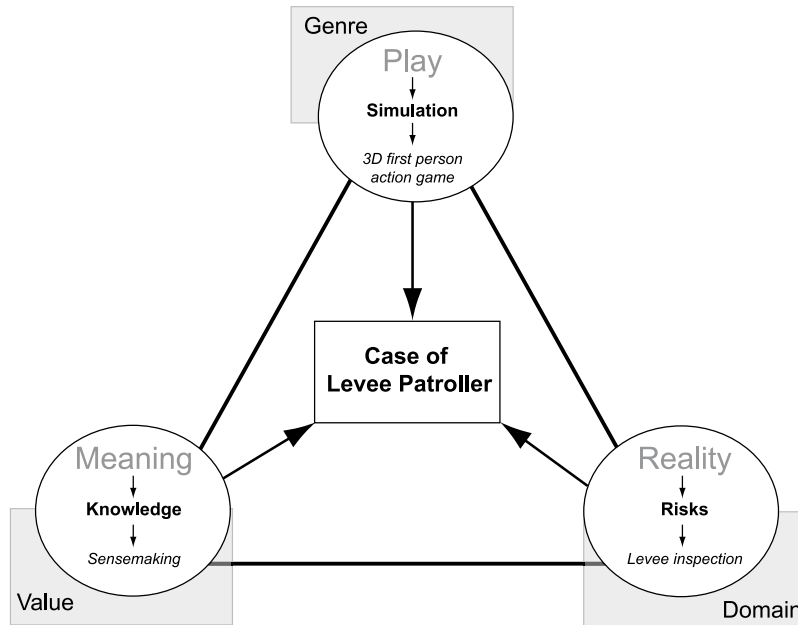 Genre
Play
Simulation
3D first person
action game
Case of
Levee Patroller
Meaning
Knowledge
Sensemaking
Value
Reality
Risks
Levee inspection
Domain